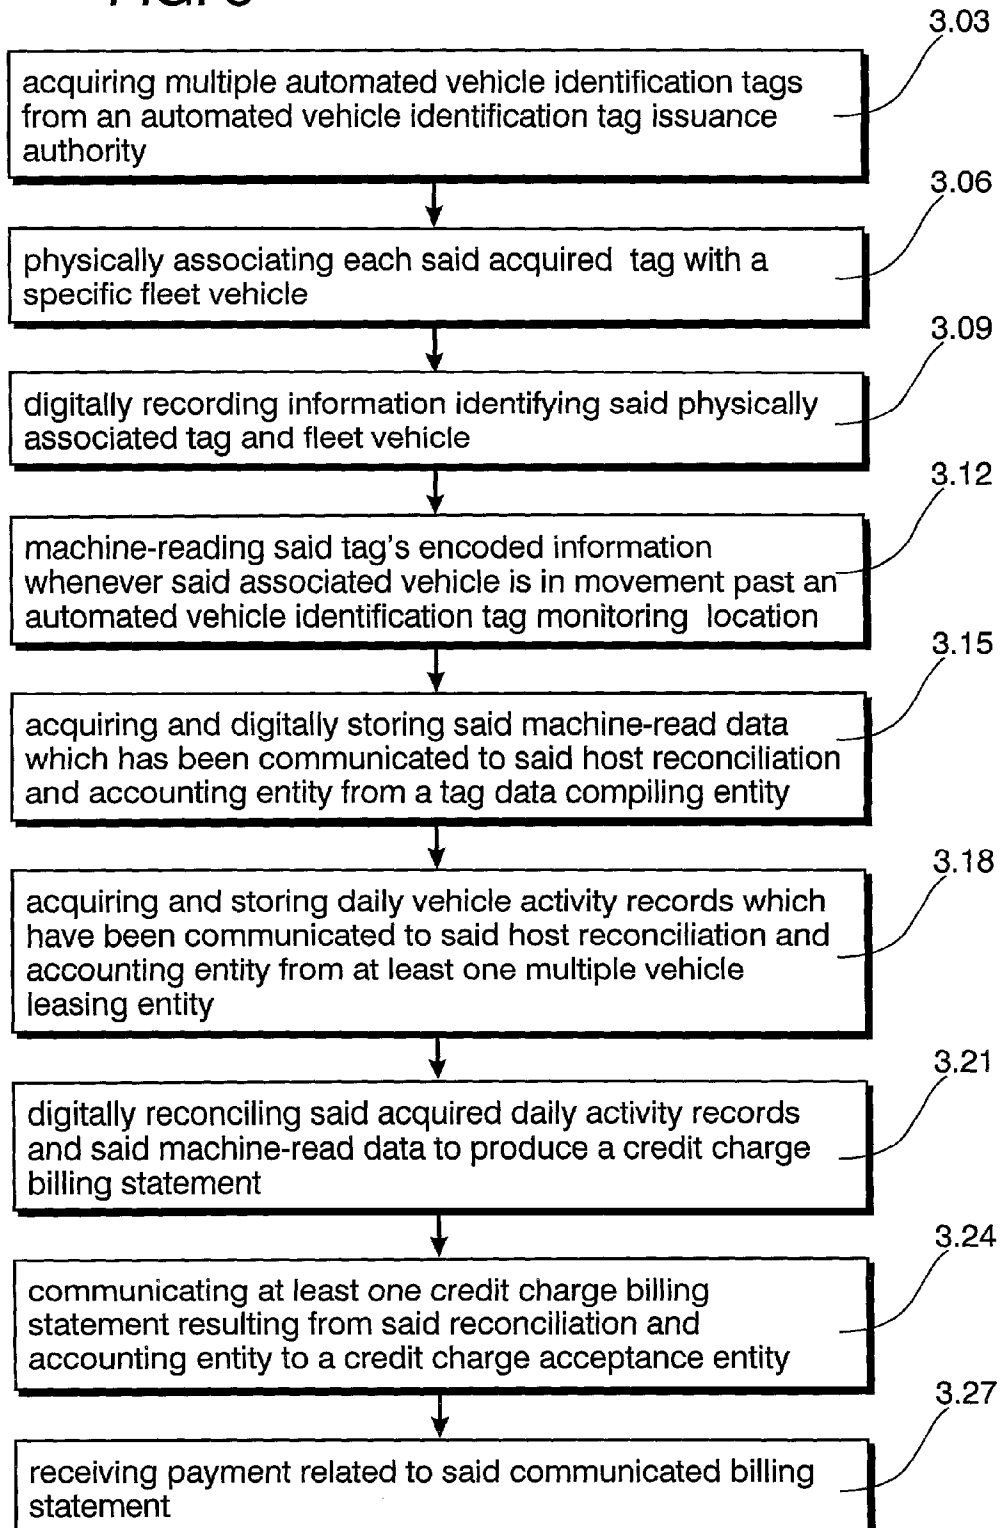 3.03
acquiring multiple automated vehicle identification tags
from an automated vehicle identification tag issuance
authority
3.06
physically associating each said acquired tag with a
specific fleet vehicle
3.09
digitally recording information identifying said physically
associated tag and fleet vehicle
3.12
machine-reading said tag's encoded information
whenever said associated vehicle is in movement past an
automated vehicle identification tag monitoring location
3.15
acquiring and digitally storing said machine-read data
which has been communicated to said host reconciliation
and accounting entity from a tag data compiling entity
3.18
acquiring and storing daily vehicle activity records which
have been communicated to said host reconciliation and
accounting entity from at least one multiple vehicle
leasing entity
3.21
digitally reconciling said acquired daily activity records
and said machine-read data to produce a credit charge
billing statement
3.24
communicating at least one credit charge billing
statement resulting from said reconciliation and
accounting entity to a credit charge acceptance entity
3.27
receiving payment related to said communicated billing
statement